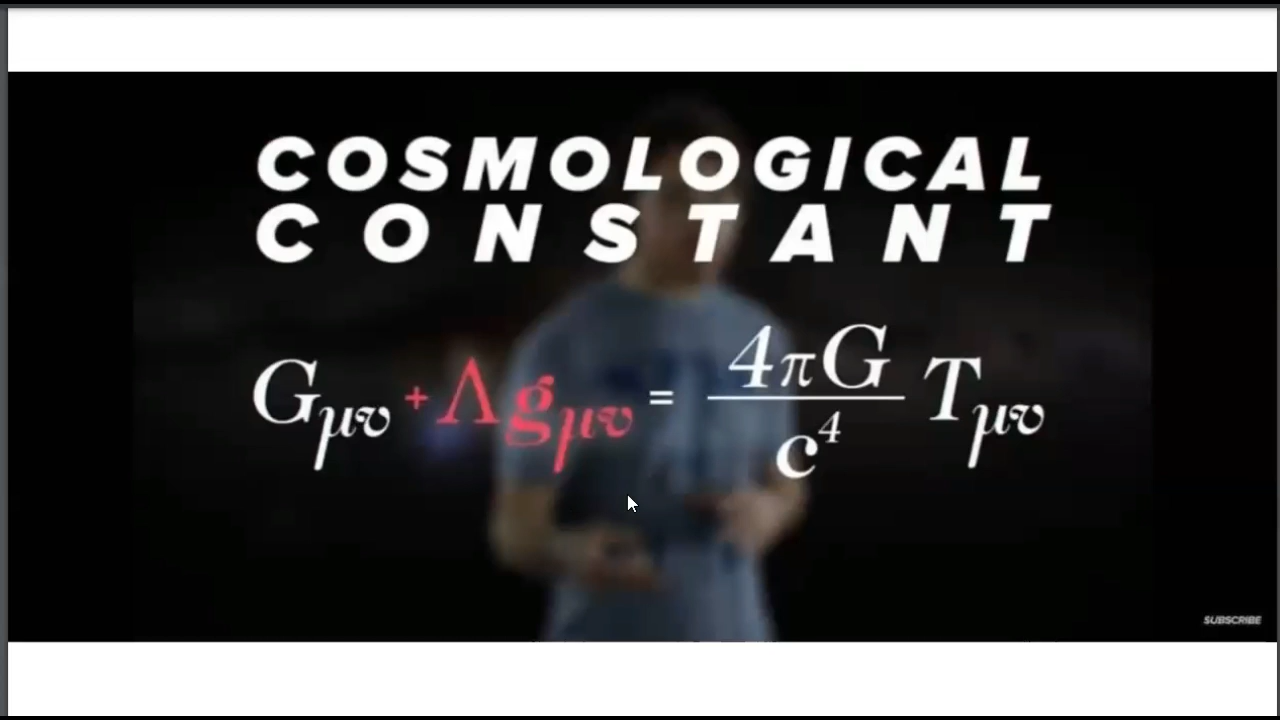 COSMOLOGICAL
CONSTANT
Gμν + Λgμν = 4πG/c⁴ Tμν
SUBSCRIBE